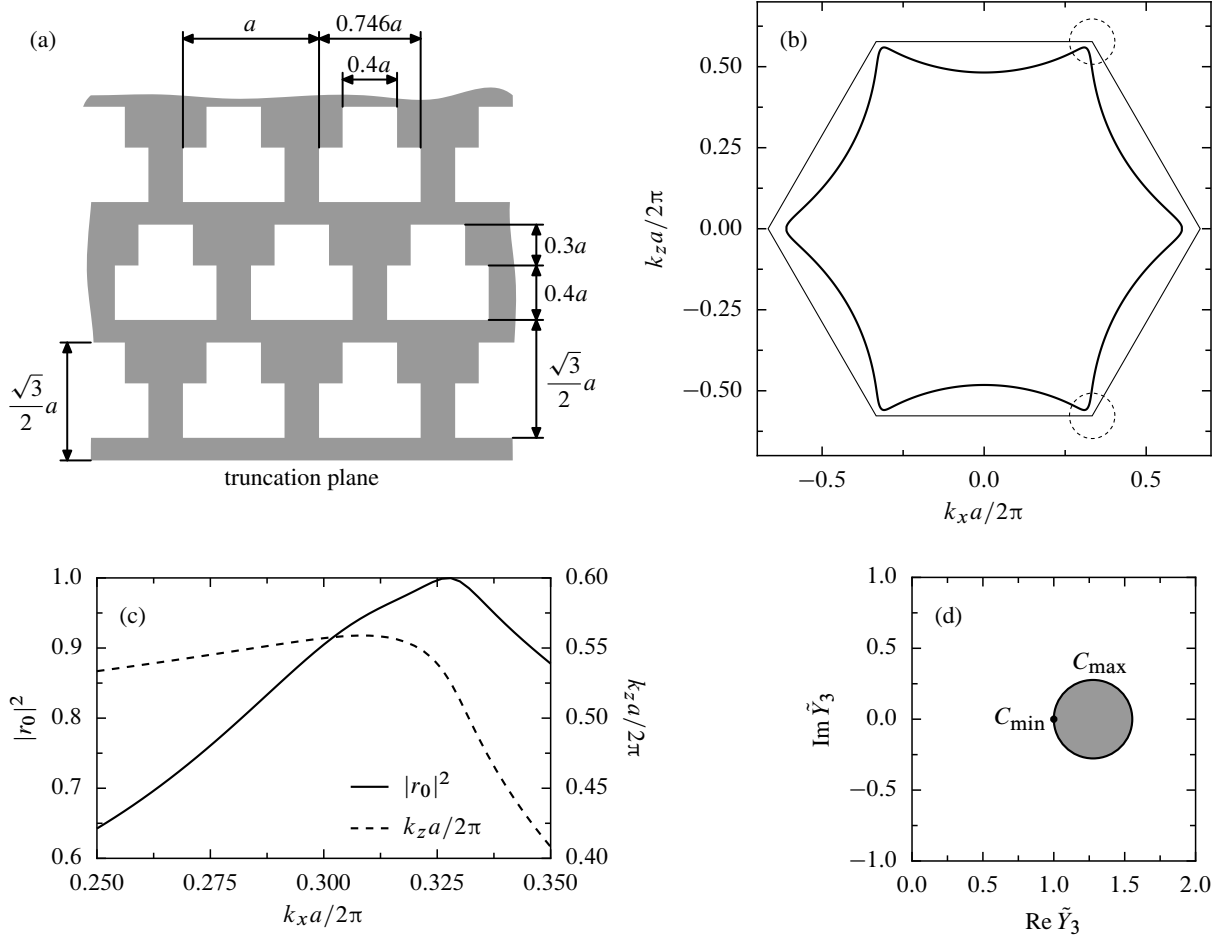 (a)
a
0.746a
0.4a
0.3a
0.4a
√3/2 a
√3/2 a
truncation plane
(b)
0.50
0.25
0.00
−0.25
−0.50
k_z a/2π
−0.5
0.0
0.5
k_x a/2π
(c)
1.0
0.9
0.8
0.7
0.6
|r₀|²
0.60
0.55
0.50
0.45
0.40
k_z a/2π
|r₀|²
k_z a/2π
0.250
0.275
0.300
0.325
0.350
k_x a/2π
(d)
1.0
0.5
0.0
−0.5
−1.0
Im Ỹ₃
C_max
C_min
0.0
0.5
1.0
1.5
2.0
Re Ỹ₃